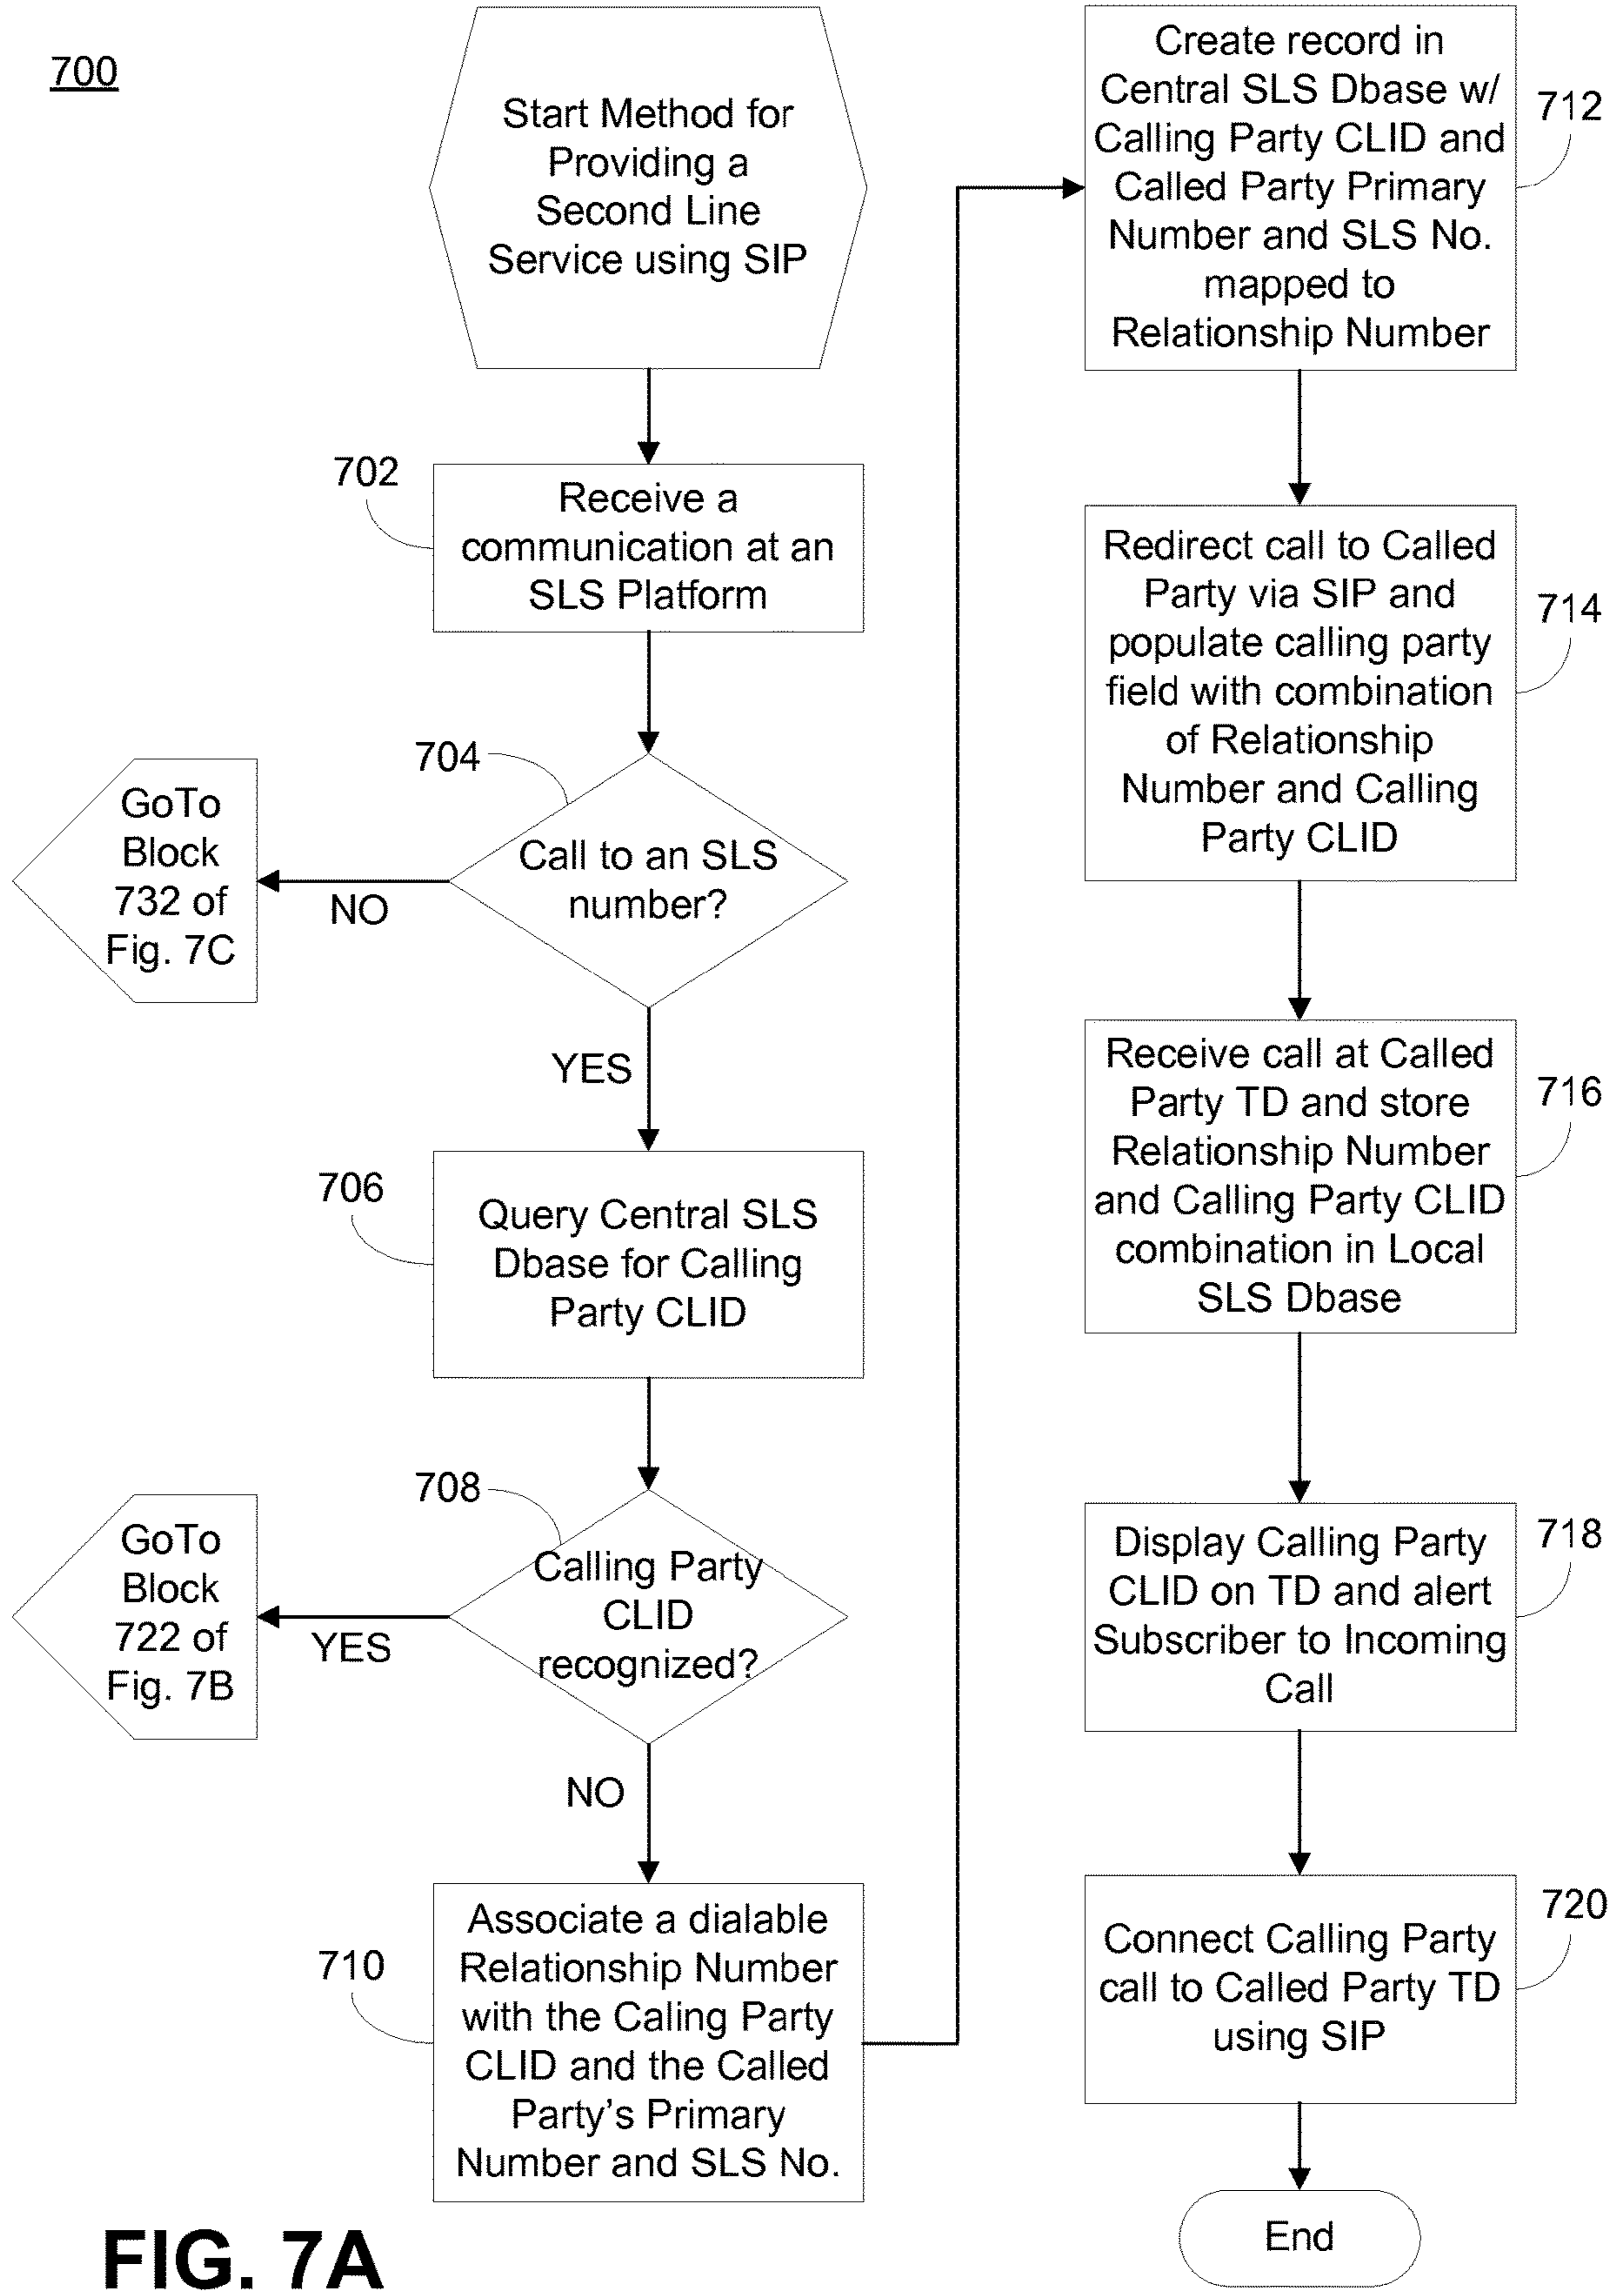 700
Start Method for
Providing a
Second Line
Service using SIP
702
Receive a
communication at an
SLS Platform
704
Call to an SLS
number?
NO
GoTo
Block
732 of
Fig. 7C
YES
706
Query Central SLS
Dbase for Calling
Party CLID
708
Calling Party
CLID
recognized?
YES
GoTo
Block
722 of
Fig. 7B
NO
710
Associate a dialable
Relationship Number
with the Caling Party
CLID and the Called
Party's Primary
Number and SLS No.
712
Create record in
Central SLS Dbase w/
Calling Party CLID and
Called Party Primary
Number and SLS No.
mapped to
Relationship Number
714
Redirect call to Called
Party via SIP and
populate calling party
field with combination
of Relationship
Number and Calling
Party CLID
716
Receive call at Called
Party TD and store
Relationship Number
and Calling Party CLID
combination in Local
SLS Dbase
718
Display Calling Party
CLID on TD and alert
Subscriber to Incoming
Call
720
Connect Calling Party
call to Called Party TD
using SIP
End
FIG. 7A